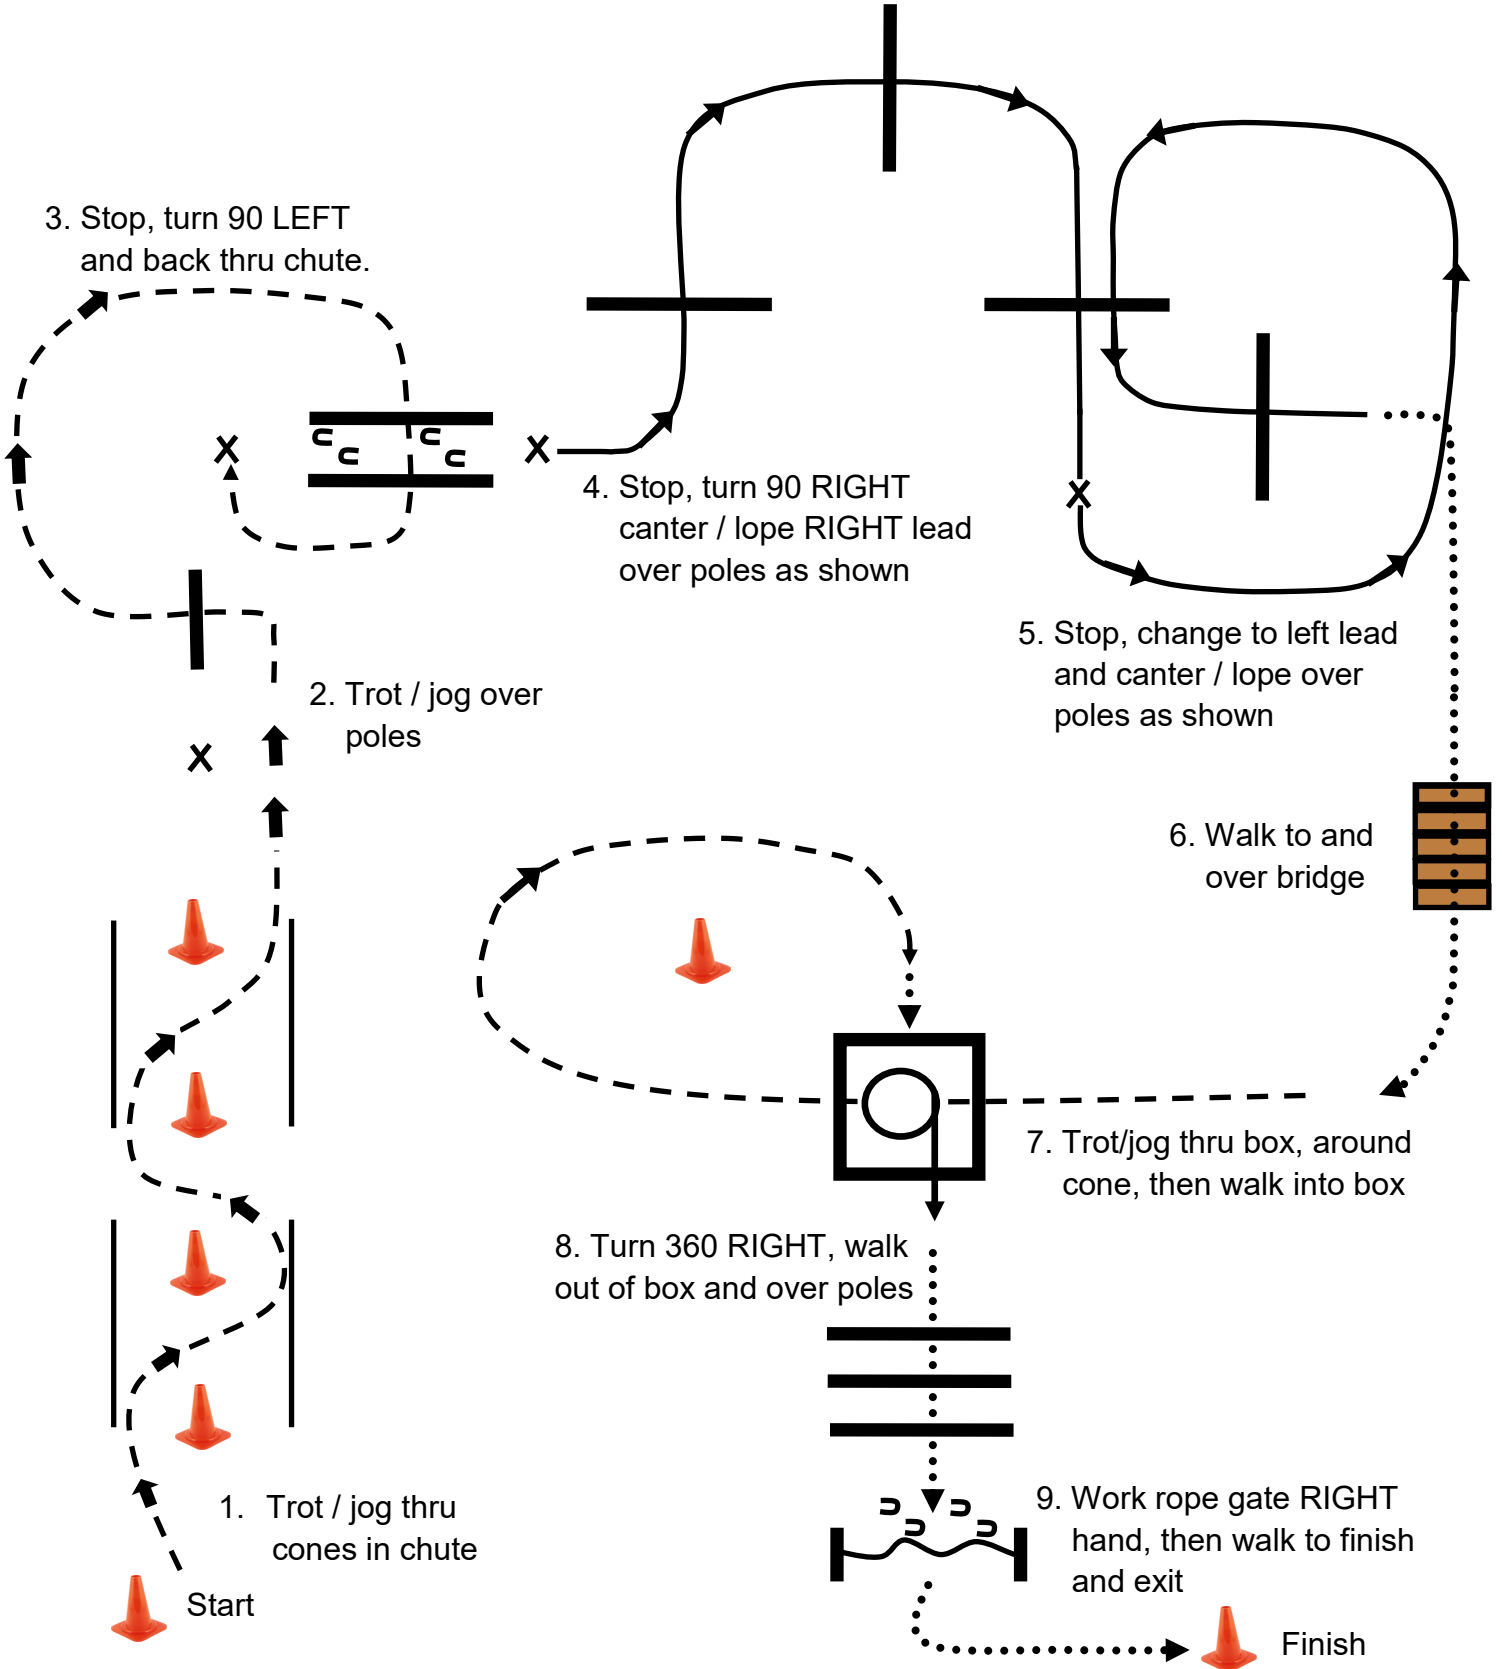 3. Stop, turn 90 LEFT
and back thru chute.
4. Stop, turn 90 RIGHT
canter / lope RIGHT lead
over poles as shown
5. Stop, change to left lead
and canter / lope over
poles as shown
2. Trot / jog over
poles
6. Walk to and
over bridge
7. Trot/jog thru box, around
cone, then walk into box
8. Turn 360 RIGHT, walk
out of box and over poles
1. Trot / jog thru
cones in chute
9. Work rope gate RIGHT
hand, then walk to finish
and exit
Start
Finish